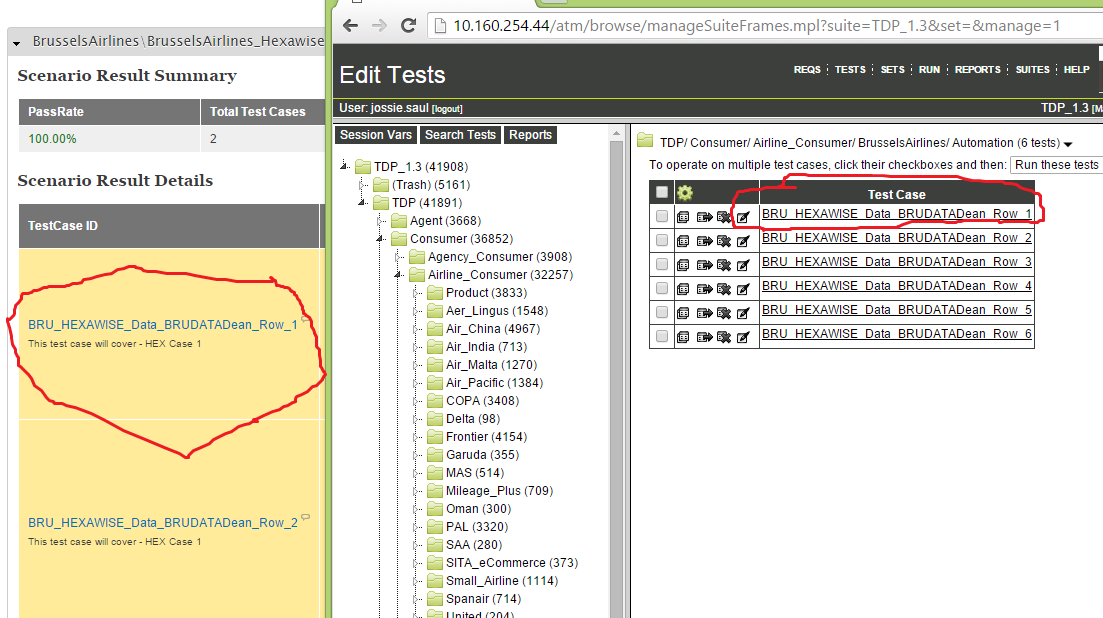 BrusselsAirlines\BrusselsAirlines_Hexawise
Scenario Result Summary
PassRate Total Test Cases
100.00% 2
Scenario Result Details
TestCase ID
BRU_HEXAWISE_Data_BRUDATADean_Row_1
This test case will cover - HEX Case 1
BRU_HEXAWISE_Data_BRUDATADean_Row_2
This test case will cover - HEX Case 1
10.160.254.44/atm/browse/manageSuiteFrames.mpl?suite=TDP_1.3&set=&manage=1
Edit Tests
REQS TESTS SETS RUN REPORTS SUITES HELP
User: jossie.saul [logout] TDP_1.3 [Ma
Session Vars Search Tests Reports
TDP_1.3 (41908)
(Trash) (5161)
TDP (41891)
Agent (3668)
Consumer (36852)
Agency_Consumer (3908)
Airline_Consumer (32257)
Product (3833)
Aer_Lingus (1548)
Air_China (4967)
Air_India (713)
Air_Malta (1270)
Air_Pacific (1384)
COPA (3408)
Delta (98)
Frontier (4154)
Garuda (355)
MAS (514)
Mileage_Plus (709)
Oman (300)
PAL (3320)
SAA (280)
SITA_eCommerce (373)
Small_Airline (1114)
Spanair (714)
United (204)
TDP/ Consumer/ Airline_Consumer/ BrusselsAirlines/ Automation (6 tests)
To operate on multiple test cases, click their checkboxes and then: Run these tests
Test Case
BRU_HEXAWISE_Data_BRUDATADean_Row_1
BRU_HEXAWISE_Data_BRUDATADean_Row_2
BRU_HEXAWISE_Data_BRUDATADean_Row_3
BRU_HEXAWISE_Data_BRUDATADean_Row_4
BRU_HEXAWISE_Data_BRUDATADean_Row_5
BRU_HEXAWISE_Data_BRUDATADean_Row_6